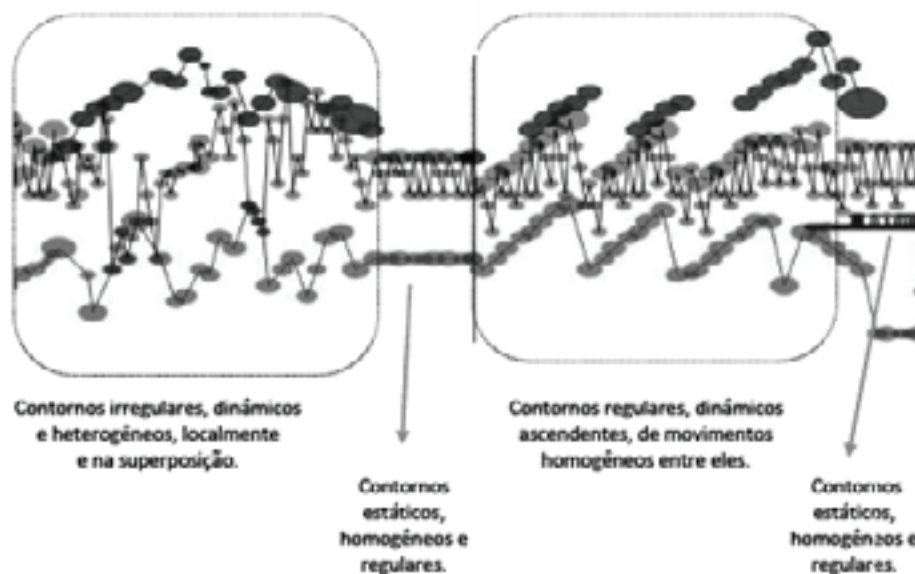 Contornos irregulares, dinâmicos
e heterogêneos, localmente
e na superposição.
Contornos regulares, dinâmicos
ascendentes, de movimentos
homogêneos entre eles.
Contornos
estáticos,
homogêneos e
regulares.
Contornos
estáticos,
homogêneos e
regulares.